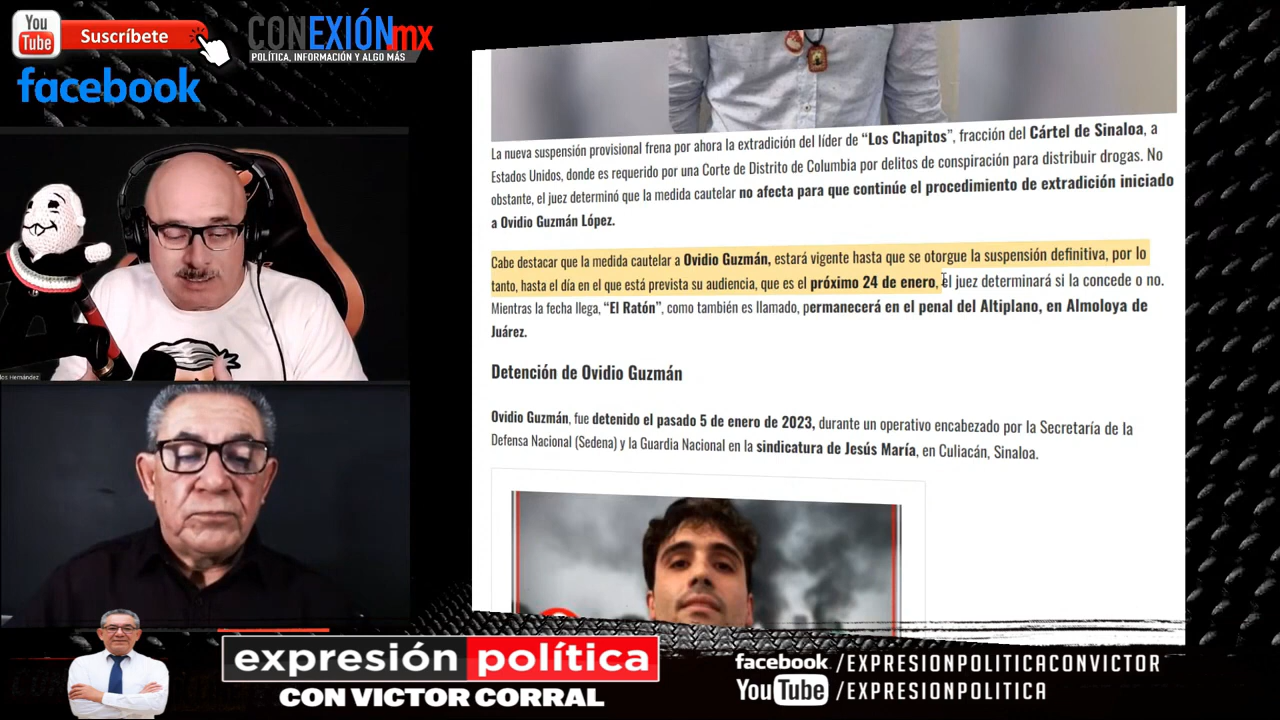 You
Tube
Suscríbete
CONEXIÓN.mx
POLÍTICA, INFORMACIÓN Y ALGO MÁS
facebook
La nueva suspensión provisional frena por ahora la extradición del líder de “Los Chapitos”, fracción del Cártel de Sinaloa, a
Estados Unidos, donde es requerido por una Corte de Distrito de Columbia por delitos de conspiración para distribuir drogas. No
obstante, el juez determinó que la medida cautelar no afecta para que continúe el procedimiento de extradición iniciado
a Ovidio Guzmán López.
Cabe destacar que la medida cautelar a Ovidio Guzmán, estará vigente hasta que se otorgue la suspensión definitiva, por lo
tanto, hasta el día en el que está prevista su audiencia, que es el próximo 24 de enero, El juez determinará si la concede o no.
Mientras la fecha llega, “El Ratón”, como también es llamado, permanecerá en el penal del Altiplano, en Almoloya de
Juárez.
Detención de Ovidio Guzmán
Ovidio Guzmán, fue detenido el pasado 5 de enero de 2023, durante un operativo encabezado por la Secretaría de la
Defensa Nacional (Sedena) y la Guardia Nacional en la sindicatura de Jesús María, en Culiacán, Sinaloa.
los Hernández
expresión política
CON VICTOR CORRAL
facebook /EXPRESIONPOLITICACONVICTOR
YouTube /EXPRESIONPOLITICA